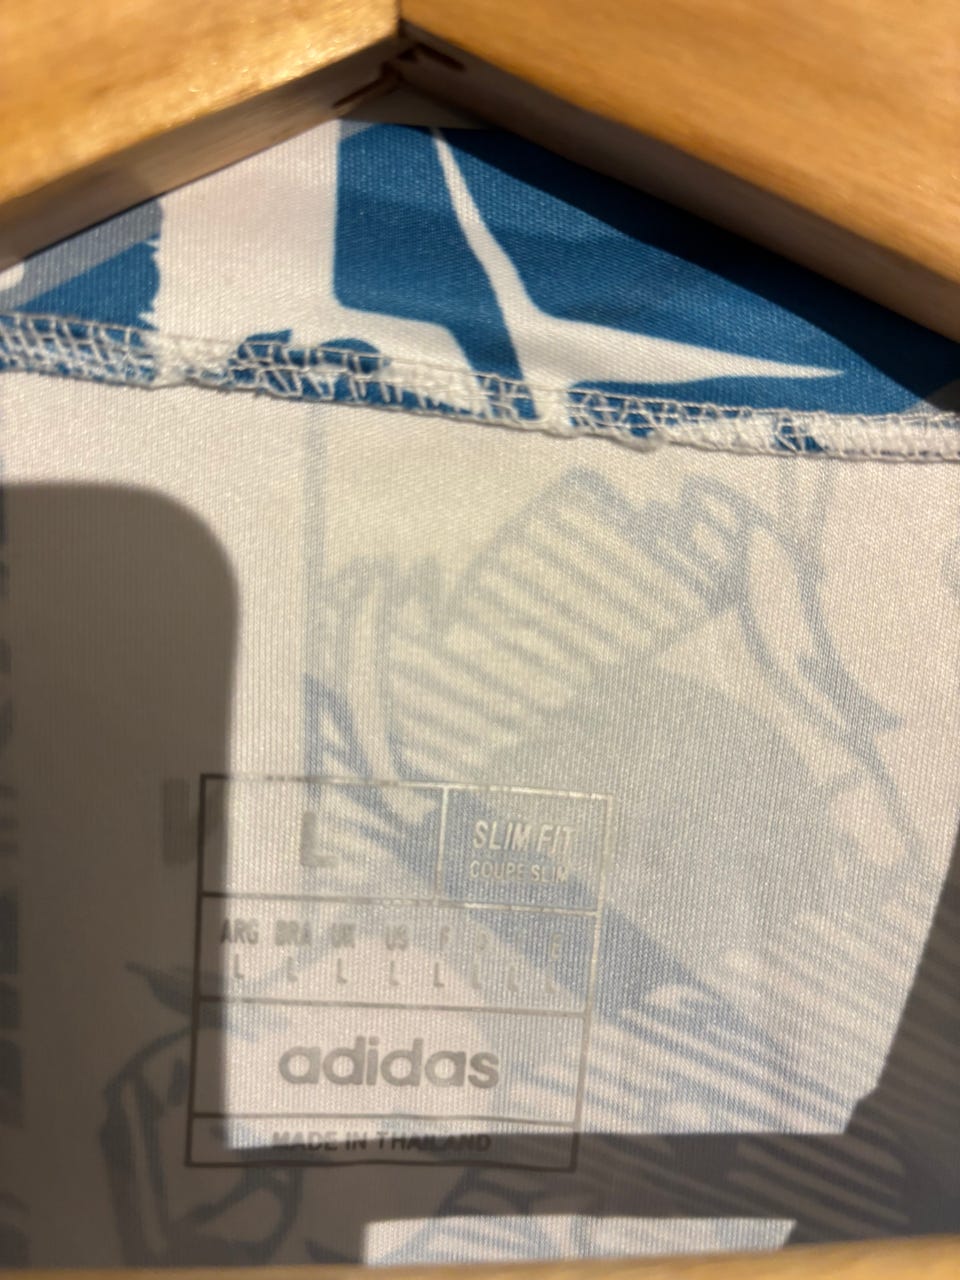 L
SLIM FIT
COUPE SLIM
ARG BRA UK US F
L L L L L L L L
adidas
MADE IN THAILAND